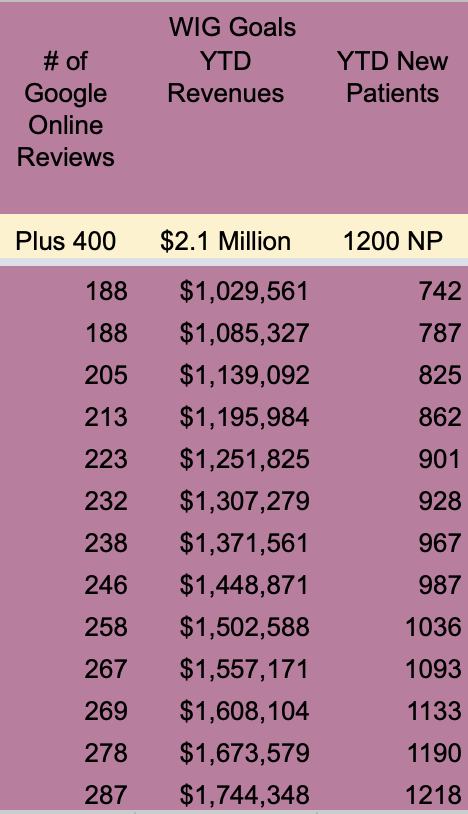 WIG Goals
# of YTD YTD New
Google Revenues Patients
Online
Reviews
Plus 400 $2.1 Million 1200 NP
188 $1,029,561 742
188 $1,085,327 787
205 $1,139,092 825
213 $1,195,984 862
223 $1,251,825 901
232 $1,307,279 928
238 $1,371,561 967
246 $1,448,871 987
258 $1,502,588 1036
267 $1,557,171 1093
269 $1,608,104 1133
278 $1,673,579 1190
287 $1,744,348 1218